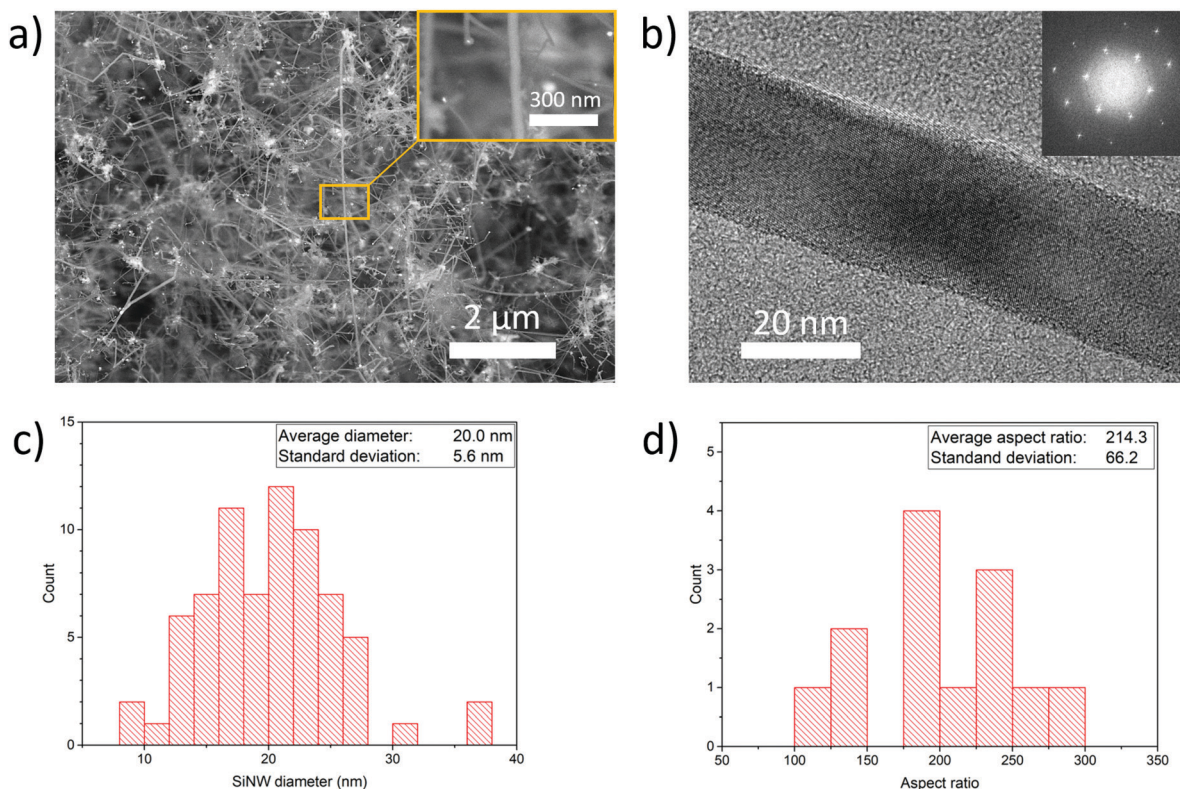 a)
300 nm
2 µm
b)
20 nm
c)
Average diameter: 20.0 nm
Standard deviation: 5.6 nm
15
10
5
0
Count
10 20 30 40
SiNW diameter (nm)
d)
Average aspect ratio: 214.3
Standand deviation: 66.2
5
4
3
2
1
0
Count
50 100 150 200 250 300 350
Aspect ratio